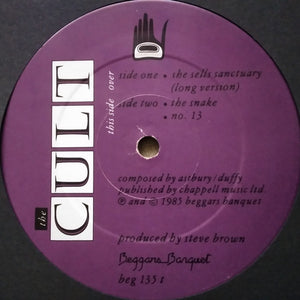 the CULT
this side over
side one • she sells sanctuary
(long version)
side two • the snake
• no. 13
composed by astbury/duffy
published by chappell music ltd.
℗ and © 1985 beggars banquet
produced by steve brown
Beggars Banquet
beg 135 t